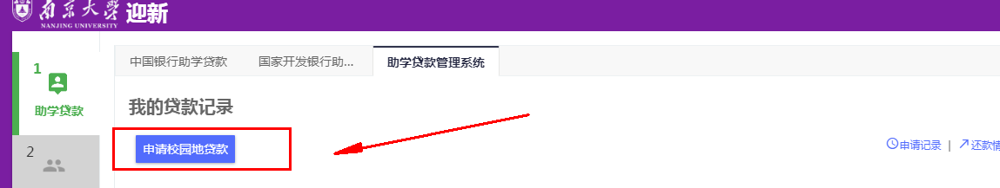 南京大学 迎新
NANJING UNIVERSITY
1
助学贷款
2
中国银行助学贷款 国家开发银行助... 助学贷款管理系统
我的贷款记录
申请校园地贷款
申请记录 | 还款情